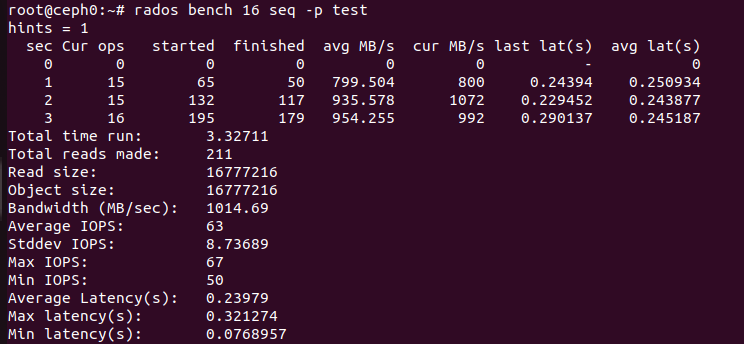 root@ceph0:~# rados bench 16 seq -p test
hints = 1
  sec Cur ops   started  finished  avg MB/s  cur MB/s last lat(s)  avg lat(s)
    0       0         0         0         0         0           -           0
    1      15        65        50   799.504       800     0.24394    0.250934
    2      15       132       117   935.578      1072    0.229452    0.243877
    3      16       195       179   954.255       992    0.290137    0.245187
Total time run:       3.32711
Total reads made:     211
Read size:            16777216
Object size:          16777216
Bandwidth (MB/sec):   1014.69
Average IOPS:         63
Stddev IOPS:          8.73689
Max IOPS:             67
Min IOPS:             50
Average Latency(s):   0.23979
Max latency(s):       0.321274
Min latency(s):       0.0768957